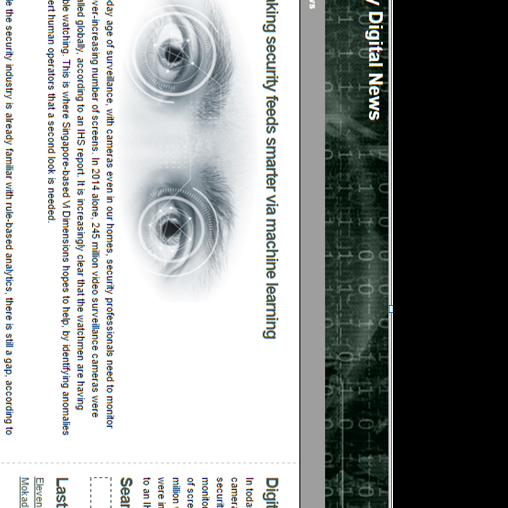 y Digital News
ws
king security feeds smarter via machine learning
day age of surveillance, with cameras even in our homes, security professionals need to monitor
ver-increasing number of screens. In 2014 alone, 245 million video surveillance cameras were
alled globally, according to an IHS report. It is increasingly clear that the watchmen are having
ble watching. This is where Singapore-based Vi Dimensions hopes to help, by identifying anomalies
ert human operators that a second look is needed.
e the security industry is already familiar with rule-based analytics, there is still a gap, according to
Digit
In toda
camera
securit
monito
of scre
million
were in
to an IH
Sear
Last
Eleven
Mokad